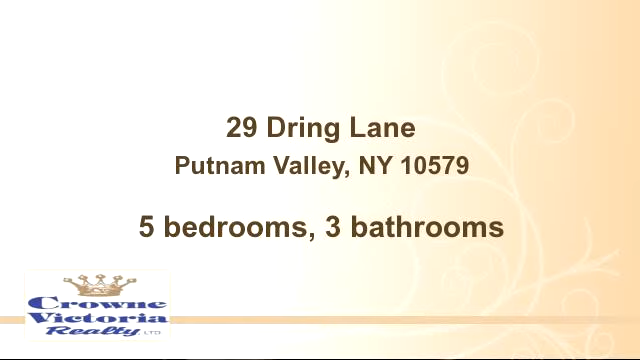 29 Dring Lane
Putnam Valley, NY 10579
5 bedrooms, 3 bathrooms
Crowne
Victoria
Realty LTD.